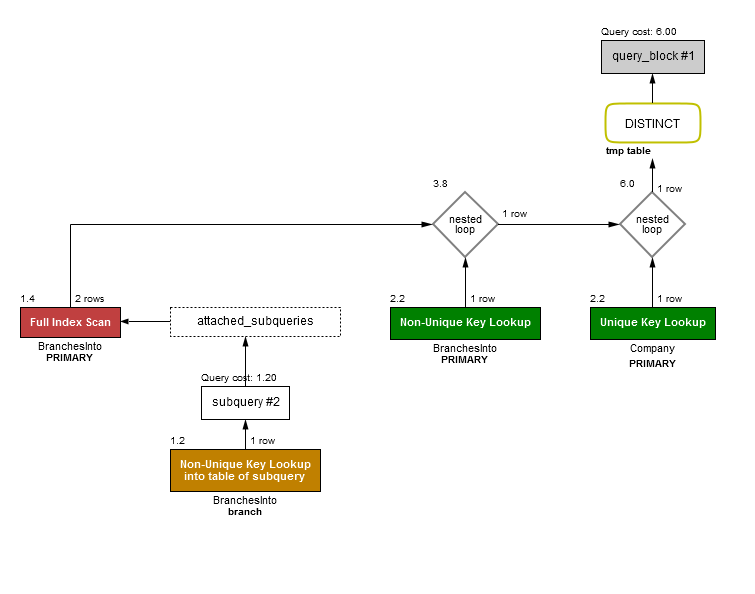 Query cost: 6.00
query_block #1
DISTINCT
tmp table
3.8
6.0
1 row
nested
loop
1 row
nested
loop
1.4
2 rows
2.2
1 row
2.2
1 row
Full Index Scan
attached_subqueries
Non-Unique Key Lookup
Unique Key Lookup
BranchesInto
PRIMARY
BranchesInto
PRIMARY
Company
PRIMARY
Query cost: 1.20
subquery #2
1.2
1 row
Non-Unique Key Lookup
into table of subquery
BranchesInto
branch